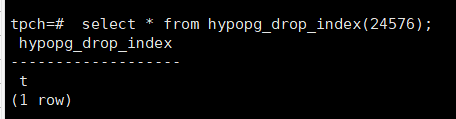 tpch=#  select * from hypopg_drop_index(24576);
 hypopg_drop_index
-------------------
 t
(1 row)